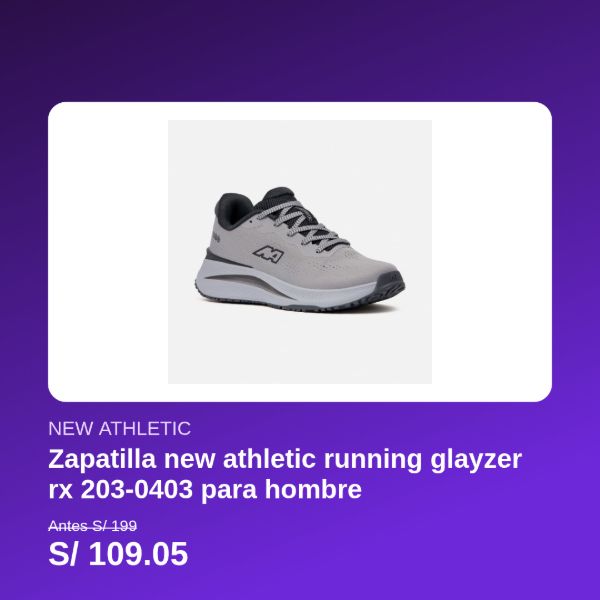 NEW ATHLETIC
Zapatilla new athletic running glayzer
rx 203-0403 para hombre
Antes S/ 199
S/ 109.05